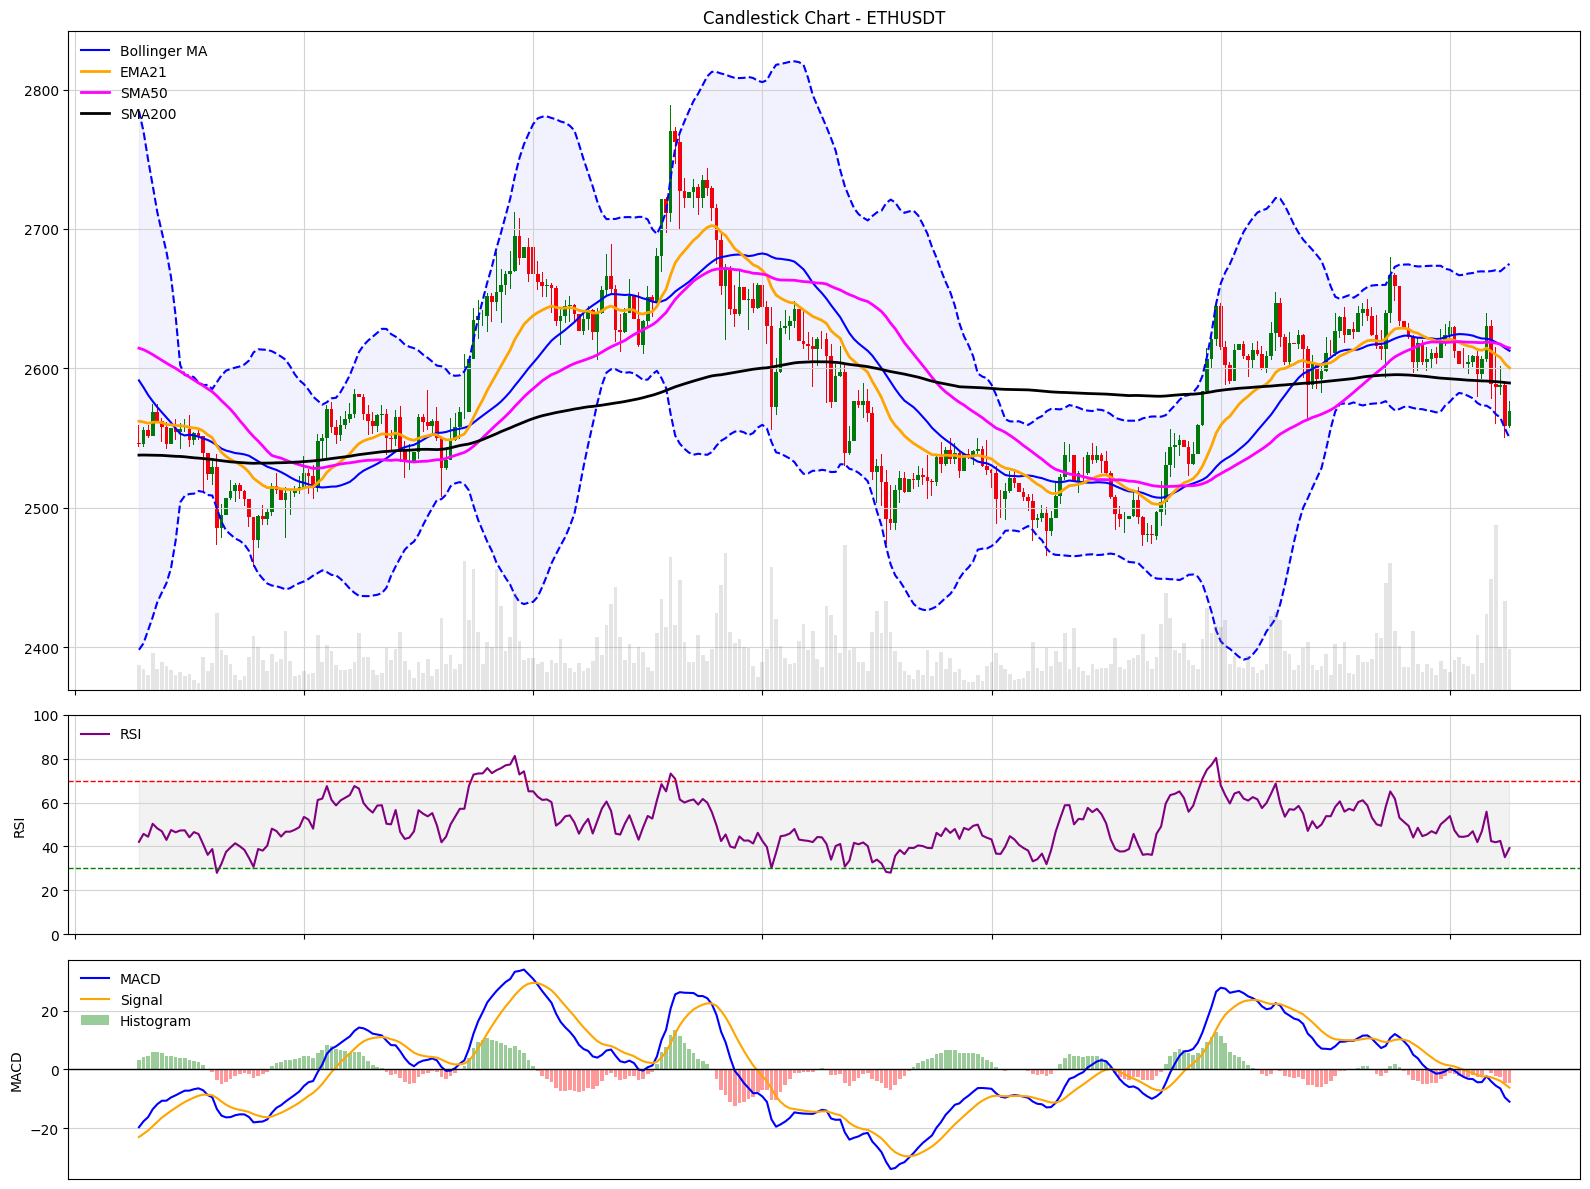 Candlestick Chart - ETHUSDT
Bollinger MA
EMA21
SMA50
SMA200
2800
2700
2600
2500
2400
RSI
RSI
100
80
60
40
20
0
MACD
Signal
Histogram
MACD
20
0
−20